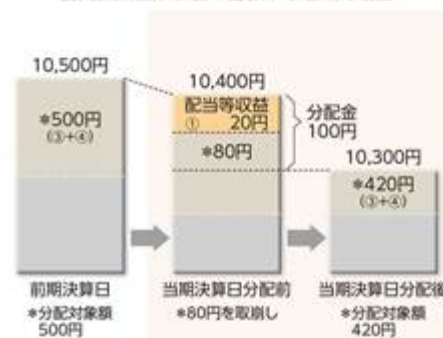 10,500円
10,400円
配当等収益
① 20円
分配金
100円
*500円
(③+④)
*80円
10,300円
*420円
(③+④)
前期決算日
当期決算日分配前
当期決算日分配後
*分配対象額
500円
*80円を取崩し
*分配対象額
420円